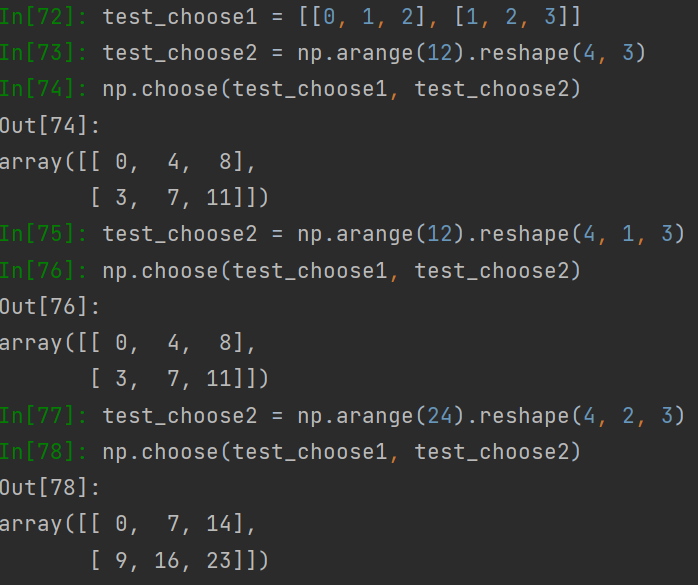 In[72]: test_choose1 = [[0, 1, 2], [1, 2, 3]]
In[73]: test_choose2 = np.arange(12).reshape(4, 3)
In[74]: np.choose(test_choose1, test_choose2)
Out[74]:
array([[ 0,  4,  8],
       [ 3,  7, 11]])
In[75]: test_choose2 = np.arange(12).reshape(4, 1, 3)
In[76]: np.choose(test_choose1, test_choose2)
Out[76]:
array([[ 0,  4,  8],
       [ 3,  7, 11]])
In[77]: test_choose2 = np.arange(24).reshape(4, 2, 3)
In[78]: np.choose(test_choose1, test_choose2)
Out[78]:
array([[ 0,  7, 14],
       [ 9, 16, 23]])